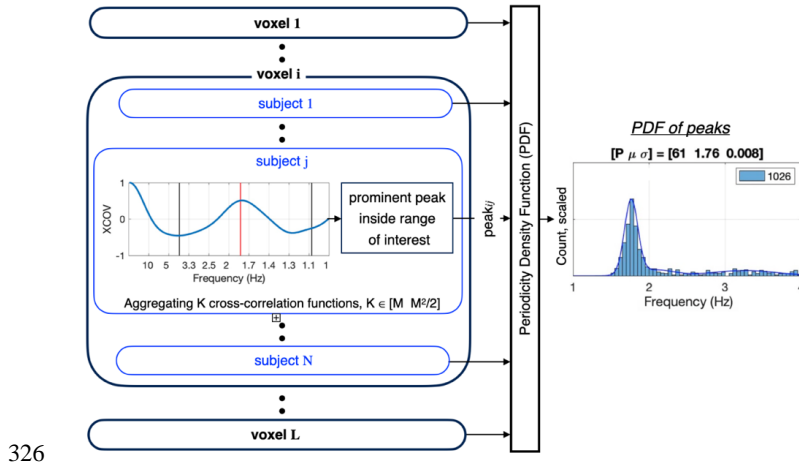 voxel 1
voxel i
subject 1
subject j
1
0
-1
XCOV
10 5 3.3 2.5 2 1.7 1.4 1.3 1.1 1
Frequency (Hz)
prominent peak
inside range
of interest
Aggregating K cross-correlation functions, K ∈ [M M²/2]
subject N
voxel L
peakij
Periodicity Density Function (PDF)
PDF of peaks
[P μ σ] = [61 1.76 0.008]
1026
Count, scaled
1 2 3 4
Frequency (Hz)
326